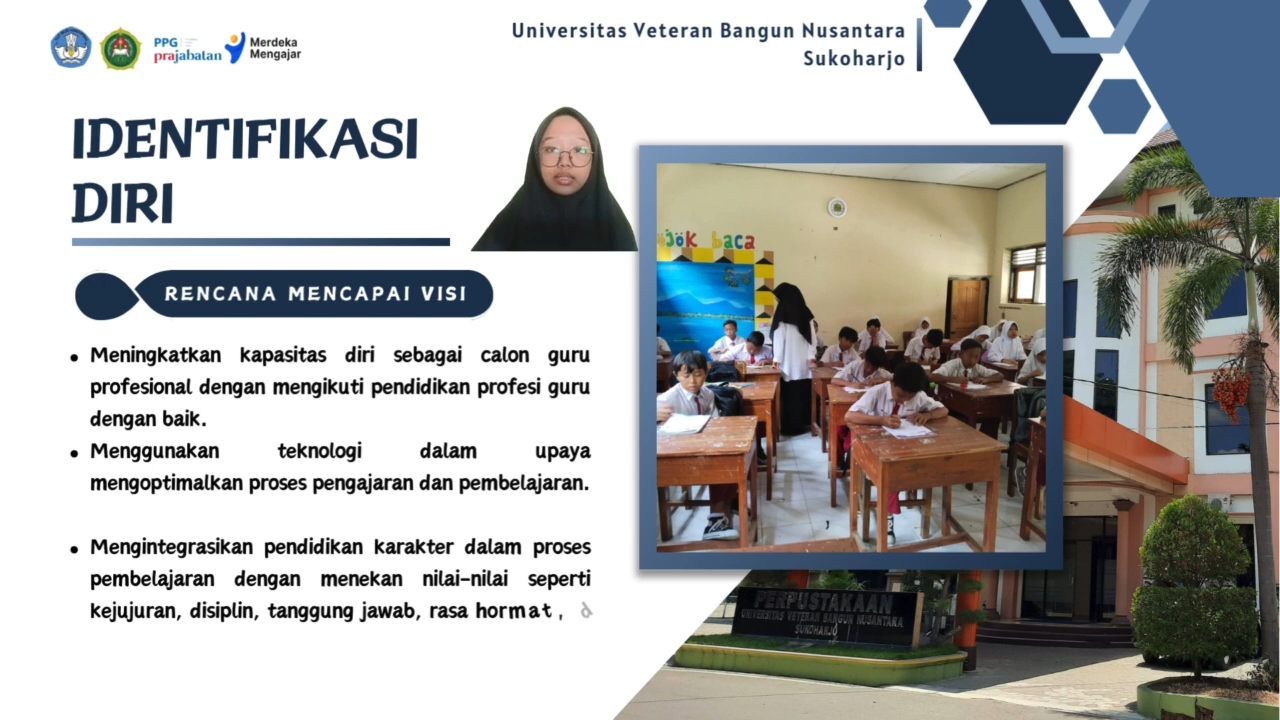 PPG
prajabatan
Merdeka
Mengajar
Universitas Veteran Bangun Nusantara
Sukoharjo
IDENTIFIKASI
DIRI
RENCANA MENCAPAI VISI
• Meningkatkan kapasitas diri sebagai calon guru
profesional dengan mengikuti pendidikan profesi guru
dengan baik.
• Menggunakan teknologi dalam upaya
mengoptimalkan proses pengajaran dan pembelajaran.
• Mengintegrasikan pendidikan karakter dalam proses
pembelajaran dengan menekan nilai-nilai seperti
kejujuran, disiplin, tanggung jawab, rasa hormat, d
jok baca
PERPUSTAKAAN
UNIVERSITAS VETERAN BANGUN NUSANTARA
SUKOHARJO